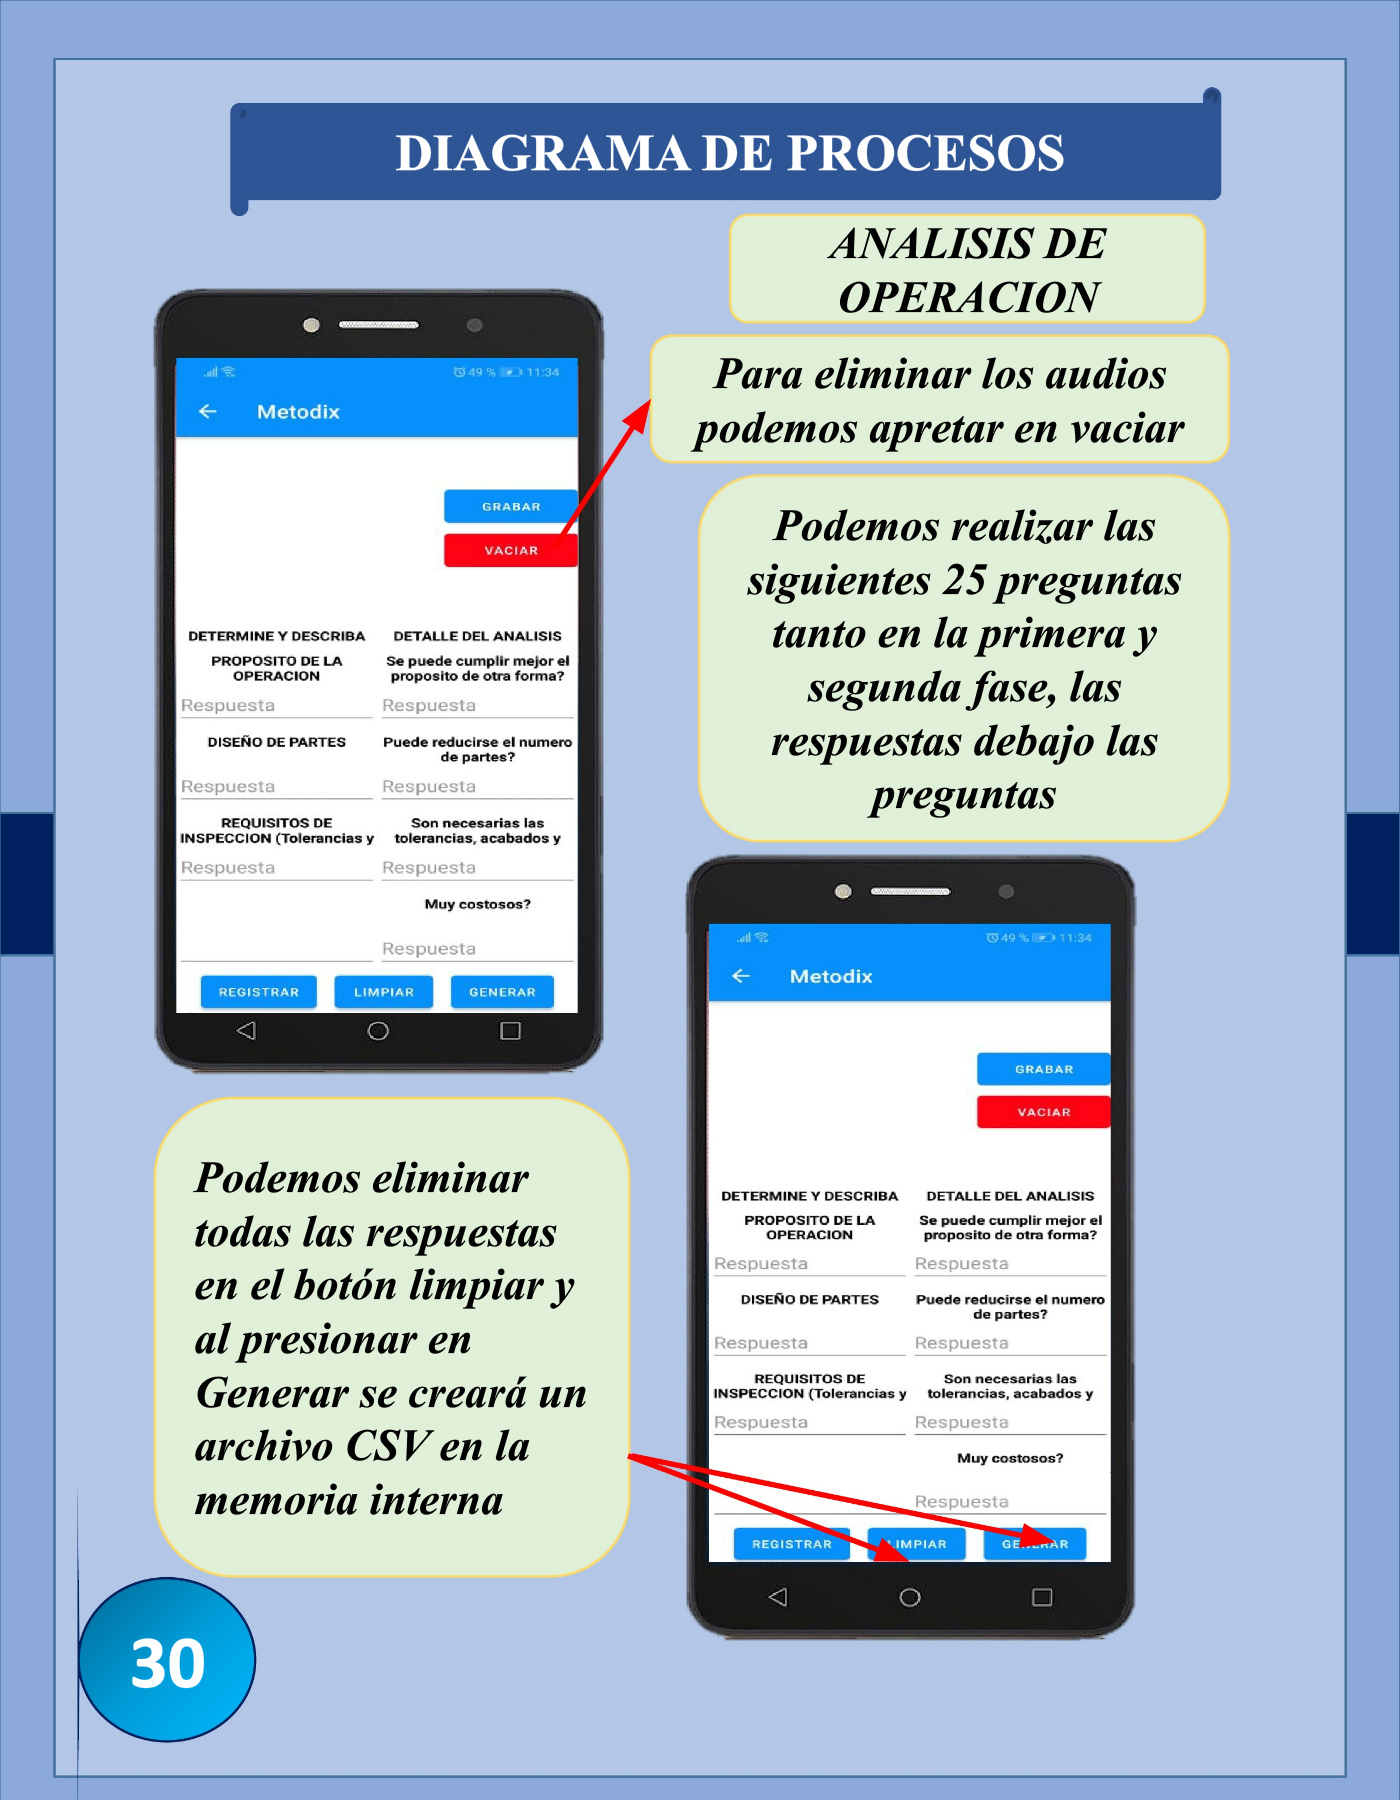 DIAGRAMA DE PROCESOS
ANALISIS DE
OPERACION
Para eliminar los audios
podemos apretar en vaciar
Podemos realizar las
siguientes 25 preguntas
tanto en la primera y
segunda fase, las
respuestas debajo las
preguntas
49 % 11:34
Metodix
GRABAR
VACIAR
DETERMINE Y DESCRIBA DETALLE DEL ANALISIS
PROPOSITO DE LA Se puede cumplir mejor el
OPERACION proposito de otra forma?
Respuesta Respuesta
DISEÑO DE PARTES Puede reducirse el numero
de partes?
Respuesta Respuesta
REQUISITOS DE Son necesarias las
INSPECCION (Tolerancias y tolerancias, acabados y
Respuesta Respuesta
Muy costosos?
Respuesta
REGISTRAR LIMPIAR GENERAR
49 % 11:34
Metodix
GRABAR
VACIAR
DETERMINE Y DESCRIBA DETALLE DEL ANALISIS
PROPOSITO DE LA Se puede cumplir mejor el
OPERACION proposito de otra forma?
Respuesta Respuesta
DISEÑO DE PARTES Puede reducirse el numero
de partes?
Respuesta Respuesta
REQUISITOS DE Son necesarias las
INSPECCION (Tolerancias y tolerancias, acabados y
Respuesta Respuesta
Muy costosos?
Respuesta
REGISTRAR LIMPIAR GENERAR
Podemos eliminar
todas las respuestas
en el botón limpiar y
al presionar en
Generar se creará un
archivo CSV en la
memoria interna
30